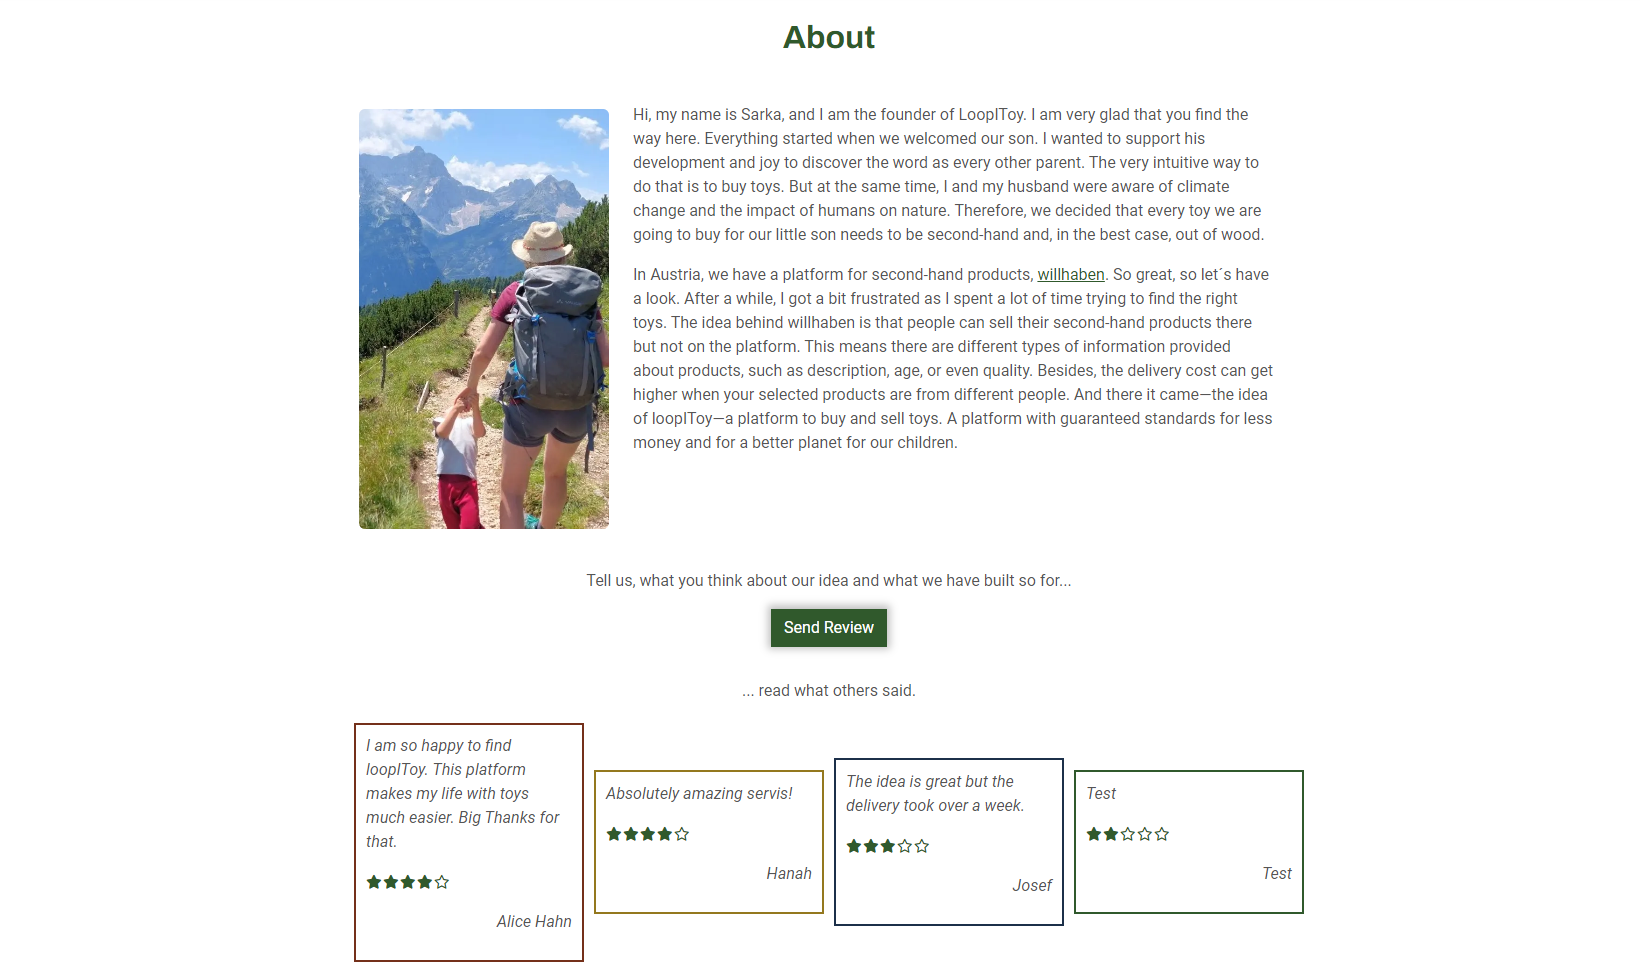 About
Hi, my name is Sarka, and I am the founder of LooplToy. I am very glad that you find the
way here. Everything started when we welcomed our son. I wanted to support his
development and joy to discover the word as every other parent. The very intuitive way to
do that is to buy toys. But at the same time, I and my husband were aware of climate
change and the impact of humans on nature. Therefore, we decided that every toy we are
going to buy for our little son needs to be second-hand and, in the best case, out of wood.
In Austria, we have a platform for second-hand products, willhaben. So great, so let´s have
a look. After a while, I got a bit frustrated as I spent a lot of time trying to find the right
toys. The idea behind willhaben is that people can sell their second-hand products there
but not on the platform. This means there are different types of information provided
about products, such as description, age, or even quality. Besides, the delivery cost can get
higher when your selected products are from different people. And there it came—the idea
of looplToy—a platform to buy and sell toys. A platform with guaranteed standards for less
money and for a better planet for our children.
Tell us, what you think about our idea and what we have built so for...
Send Review
... read what others said.
I am so happy to find
looplToy. This platform
makes my life with toys
much easier. Big Thanks for
that.
Alice Hahn
Absolutely amazing servis!
Hanah
The idea is great but the
delivery took over a week.
Josef
Test
Test